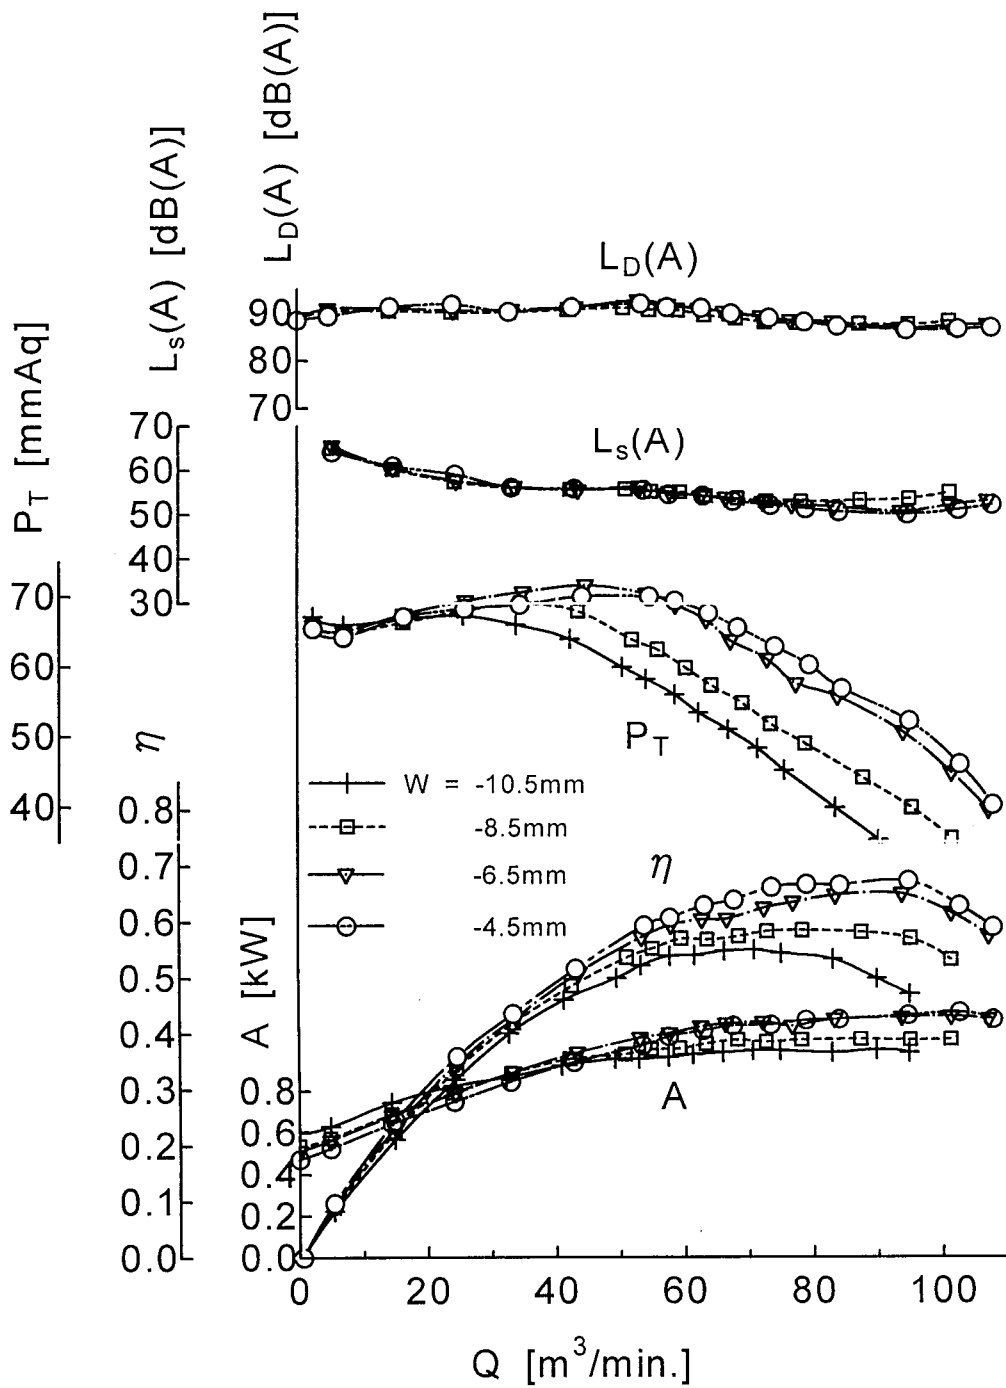 L_D(A) [dB(A)]
L_s(A) [dB(A)]
P_T [mmAq]
η
A [kW]
L_D(A)
90
80
70
L_s(A)
70
60
50
40
30
70
60
50
40
P_T
W = -10.5mm
-8.5mm
-6.5mm
-4.5mm
η
0.8
0.7
0.6
0.5
0.4
0.3
0.2
0.1
0.0
A
0.8
0.6
0.4
0.2
0.0
0 20 40 60 80 100
Q [m³/min.]